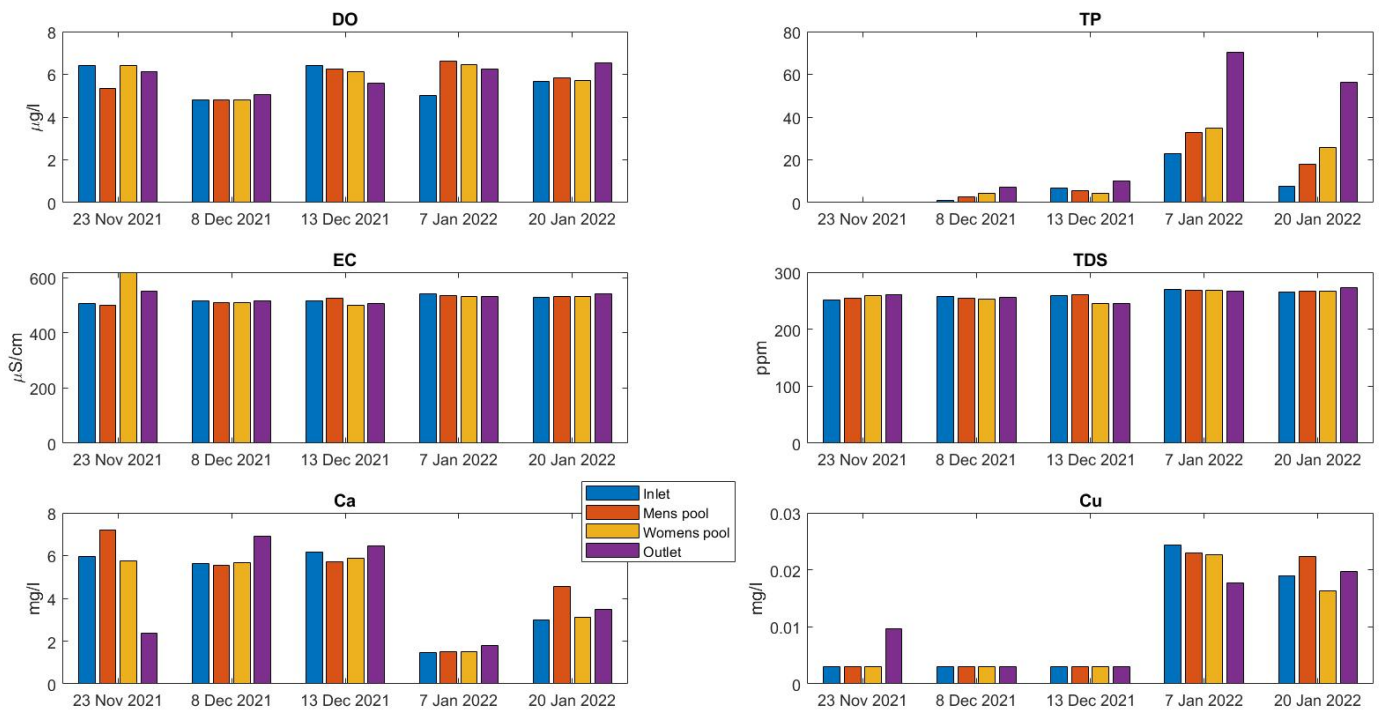 DO
8
6
4
2
0
μg/l
23 Nov 2021 8 Dec 2021 13 Dec 2021 7 Jan 2022 20 Jan 2022
TP
80
60
40
20
0
23 Nov 2021 8 Dec 2021 13 Dec 2021 7 Jan 2022 20 Jan 2022
EC
600
400
200
0
μS/cm
23 Nov 2021 8 Dec 2021 13 Dec 2021 7 Jan 2022 20 Jan 2022
TDS
300
200
100
0
ppm
23 Nov 2021 8 Dec 2021 13 Dec 2021 7 Jan 2022 20 Jan 2022
Ca
8
6
4
2
0
mg/l
23 Nov 2021 8 Dec 2021 13 Dec 2021 7 Jan 2022 20 Jan 2022
Inlet
Mens pool
Womens pool
Outlet
Cu
0.03
0.02
0.01
0
mg/l
23 Nov 2021 8 Dec 2021 13 Dec 2021 7 Jan 2022 20 Jan 2022